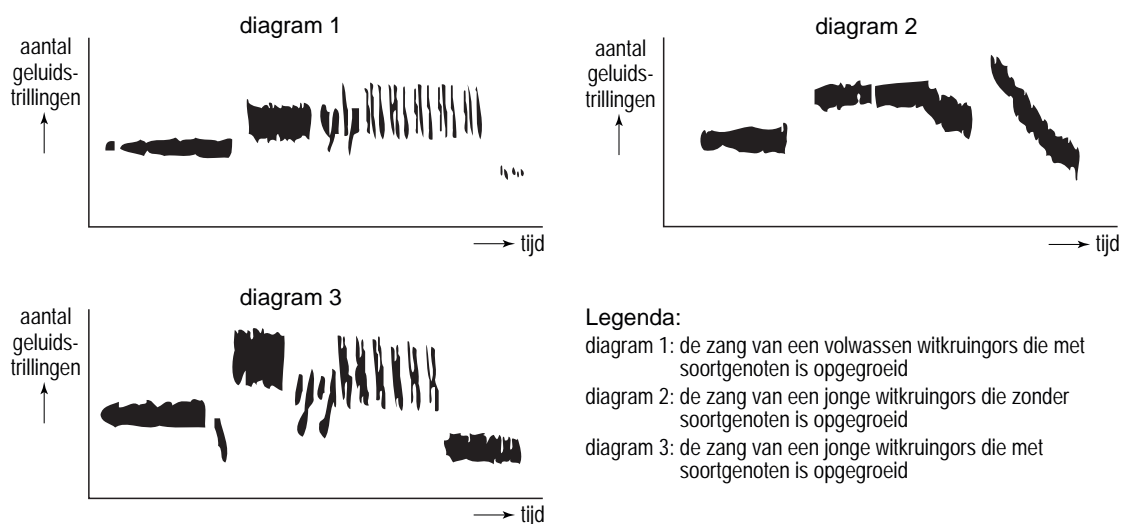 diagram 1
aantal
geluids-
trillingen
tijd
diagram 2
aantal
geluids-
trillingen
tijd
diagram 3
aantal
geluids-
trillingen
tijd
Legenda:
diagram 1: de zang van een volwassen witkruingors die met
soortgenoten is opgegroeid
diagram 2: de zang van een jonge witkruingors die zonder
soortgenoten is opgegroeid
diagram 3: de zang van een jonge witkruingors die met
soortgenoten is opgegroeid